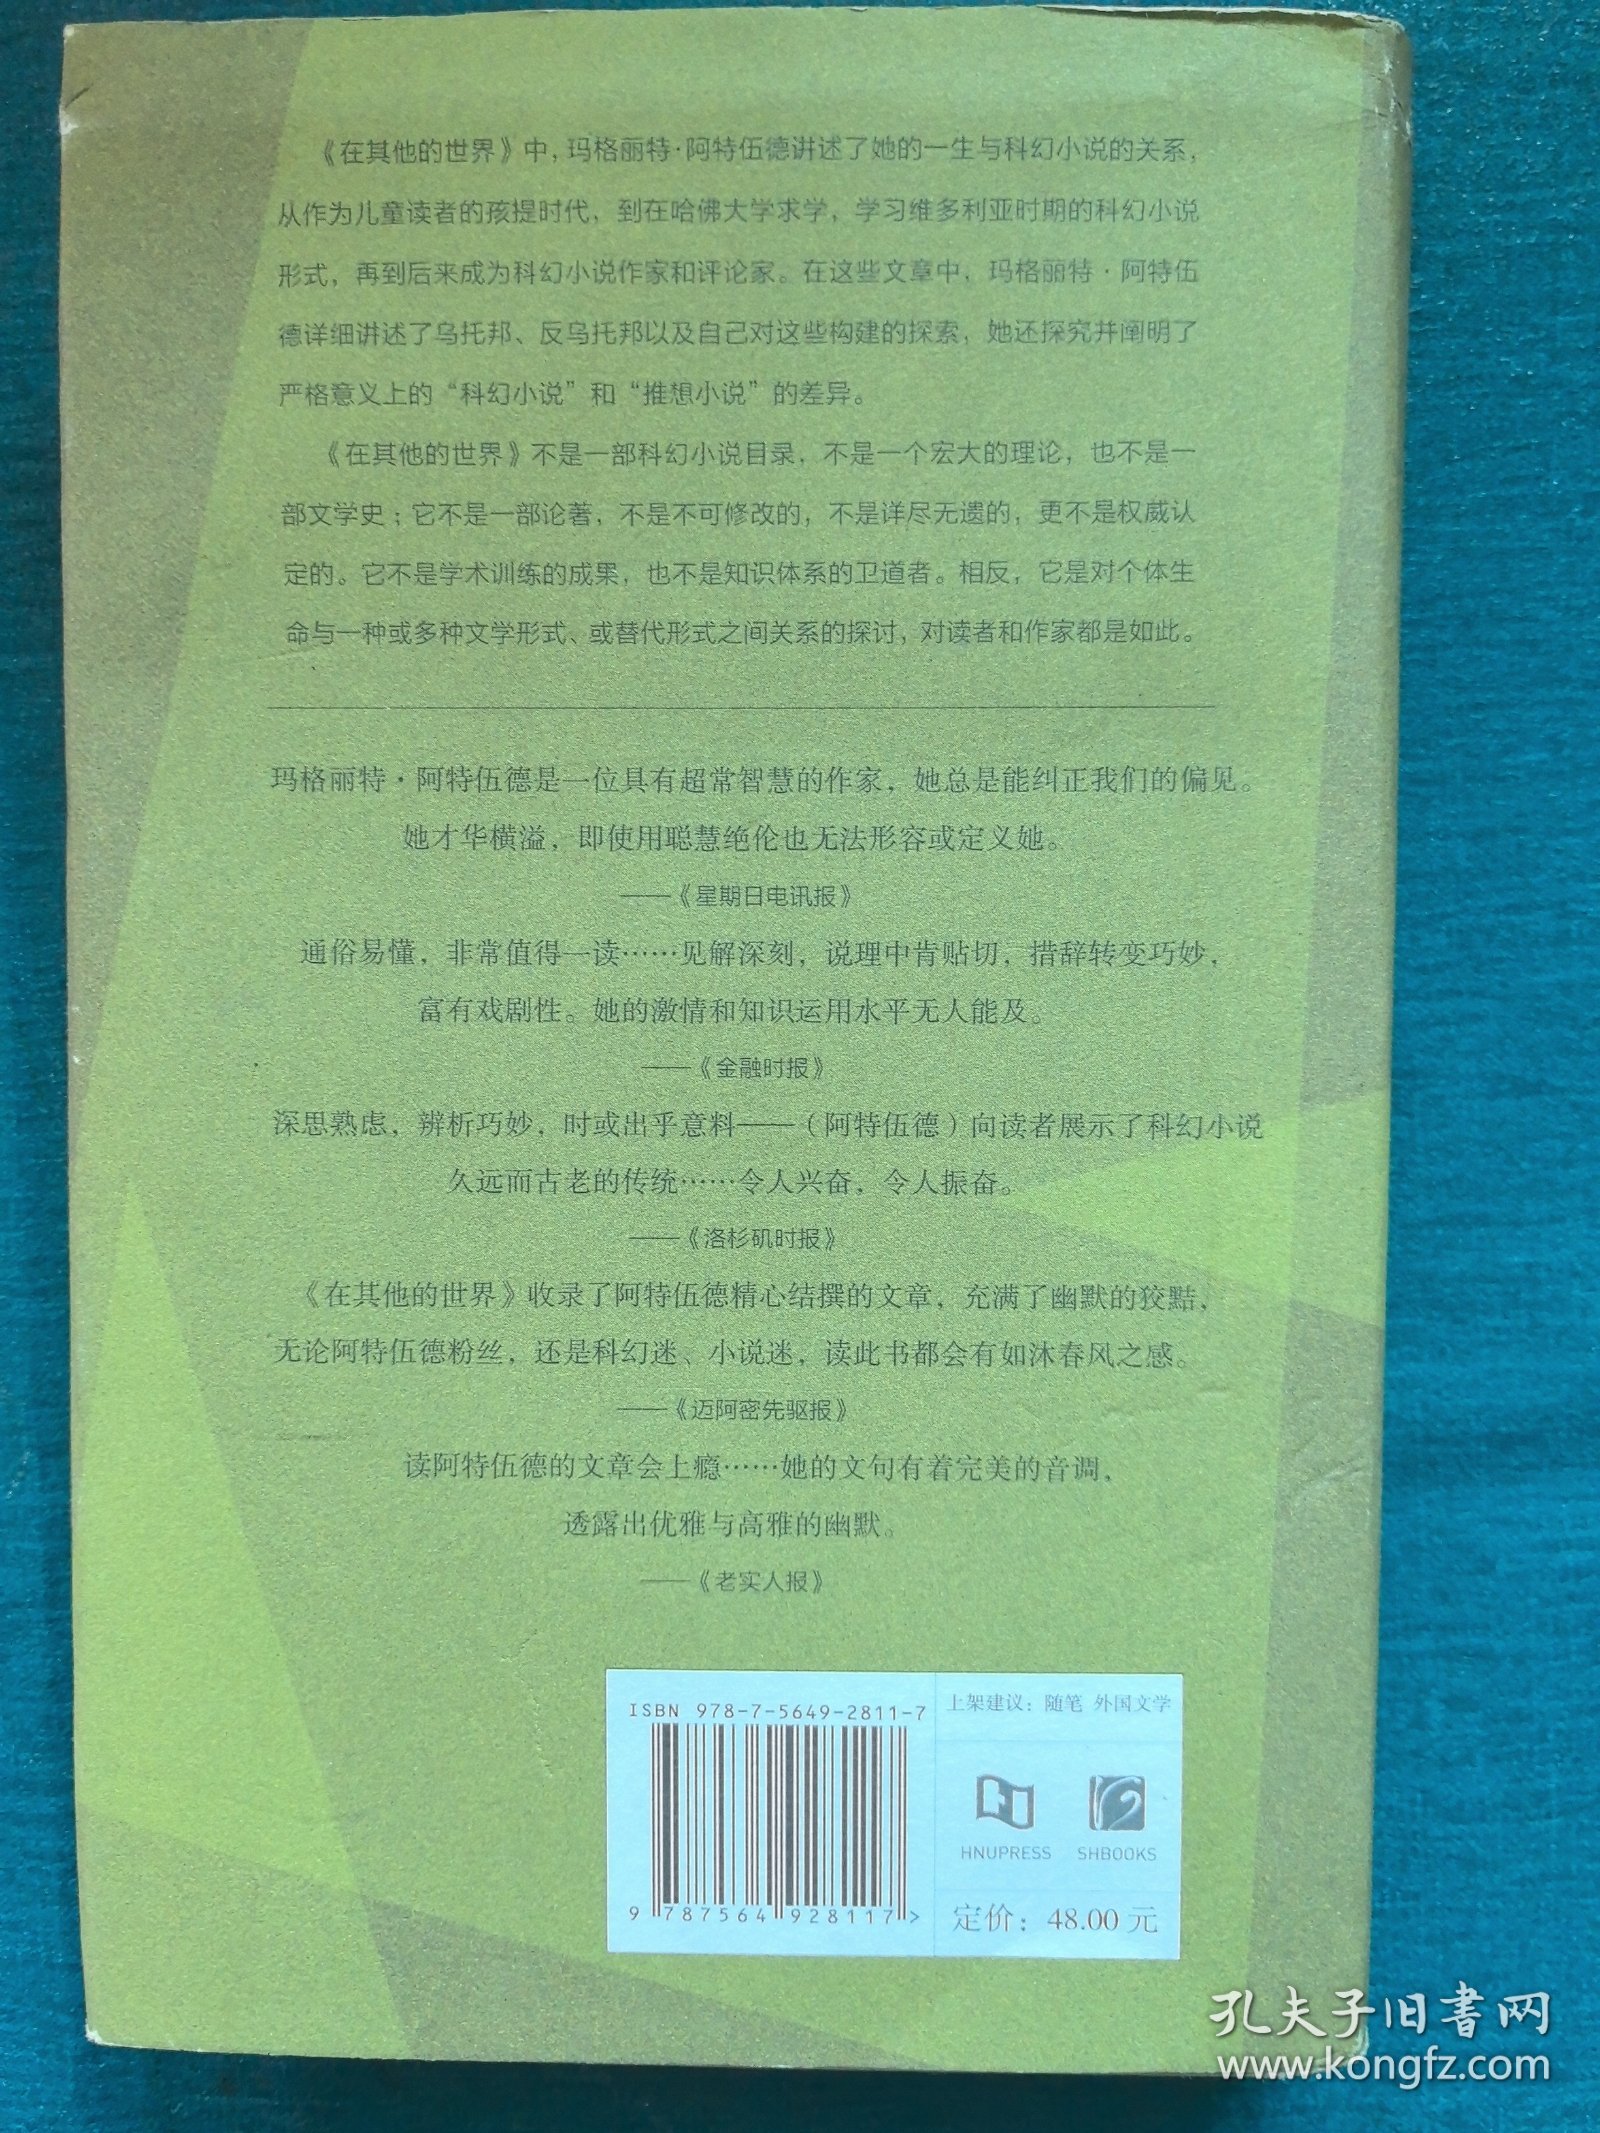 《在其他的世界》中，玛格丽特·阿特伍德讲述了她的一生与科幻小说的关系，
从作为儿童读者的孩提时代，到在哈佛大学求学，学习维多利亚时期的科幻小说
形式，再到后来成为科幻小说作家和评论家。在这些文章中，玛格丽特·阿特伍
德详细讲述了乌托邦、反乌托邦以及自己对这些构建的探索，她还探究并阐明了
严格意义上的“科幻小说”和“推想小说”的差异。
《在其他的世界》不是一部科幻小说目录，不是一个宏大的理论，也不是一
部文学史；它不是一部论著，不是不可修改的，不是详尽无遗的，更不是权威认
定的。它不是学术训练的成果，也不是知识体系的卫道者。相反，它是对个体生
命与一种或多种文学形式、或替代形式之间关系的探讨，对读者和作家都是如此。
玛格丽特·阿特伍德是一位具有超常智慧的作家，她总是能纠正我们的偏见。
她才华横溢，即使用聪慧绝伦也无法形容或定义她。
——《星期日电讯报》
通俗易懂，非常值得一读……见解深刻，说理中肯贴切，措辞转变巧妙，
富有戏剧性。她的激情和知识运用水平无人能及。
——《金融时报》
深思熟虑，辨析巧妙，时或出乎意料——（阿特伍德）向读者展示了科幻小说
久远而古老的传统……令人兴奋，令人振奋。
——《洛杉矶时报》
《在其他的世界》收录了阿特伍德精心结撰的文章，充满了幽默的狡黠，
无论阿特伍德粉丝，还是科幻迷、小说迷，读此书都会有如沐春风之感。
——《迈阿密先驱报》
读阿特伍德的文章会上瘾……她的文句有着完美的音调，
透露出优雅与高雅的幽默。
——《老实人报》
ISBN 978-7-5649-2811-7
9 787564 928117>
上架建议：随笔 外国文学
HNUPRESS SHBOOKS
定价：48.00 元
孔夫子旧书网
www.kongfz.com